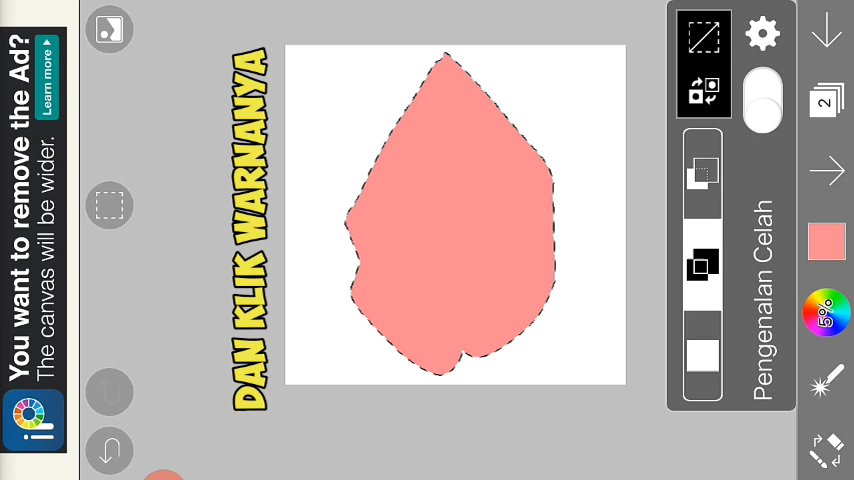 You want to remove the Ad?
The canvas will be wider.
Learn more
DAN KLIK WARNANYA
Pengenalan Celah
2
5%